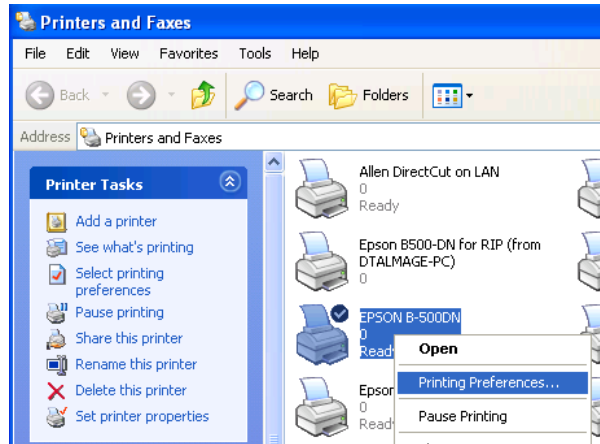 Printers and Faxes
File Edit View Favorites Tools Help
Back Search Folders
Address Printers and Faxes
Printer Tasks
Add a printer
See what's printing
Select printing
preferences
Pause printing
Share this printer
Rename this printer
Delete this printer
Set printer properties
Allen DirectCut on LAN
0
Ready
Epson B500-DN for RIP (from
DTALMAGE-PC)
0
EPSON B-500DN
0
Read
Epsor
0
Read
Open
Printing Preferences...
Pause Printing